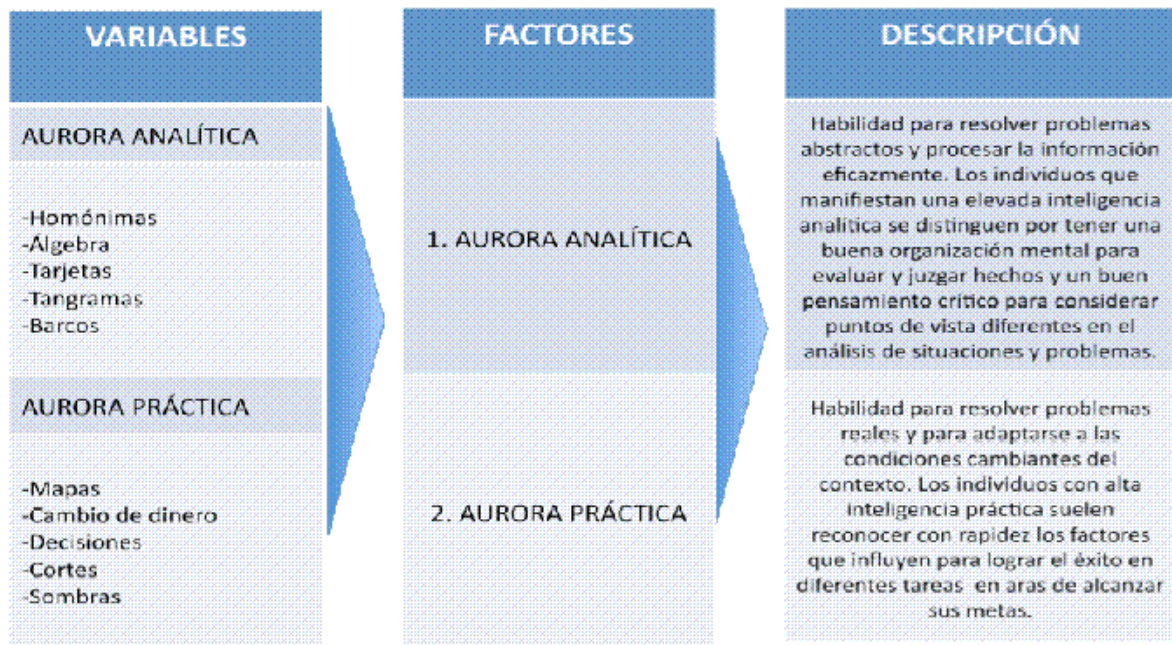 VARIABLES
AURORA ANALÍTICA
-Homónimas
-Álgebra
-Tarjetas
-Tangramas
-Barcos
AURORA PRÁCTICA
-Mapas
-Cambio de dinero
-Decisiones
-Cortes
-Sombras
FACTORES
1. AURORA ANALÍTICA
2. AURORA PRÁCTICA
DESCRIPCIÓN
Habilidad para resolver problemas
abstractos y procesar la información
eficazmente. Los individuos que
manifiestan una elevada inteligencia
analítica se distinguen por tener una
buena organización mental para
evaluar y juzgar hechos y un buen
pensamiento crítico para considerar
puntos de vista diferentes en el
análisis de situaciones y problemas.
Habilidad para resolver problemas
reales y para adaptarse a las
condiciones cambiantes del
contexto. Los individuos con alta
inteligencia práctica suelen
reconocer con rapidez los factores
que influyen para lograr el éxito en
diferentes tareas en aras de alcanzar
sus metas.